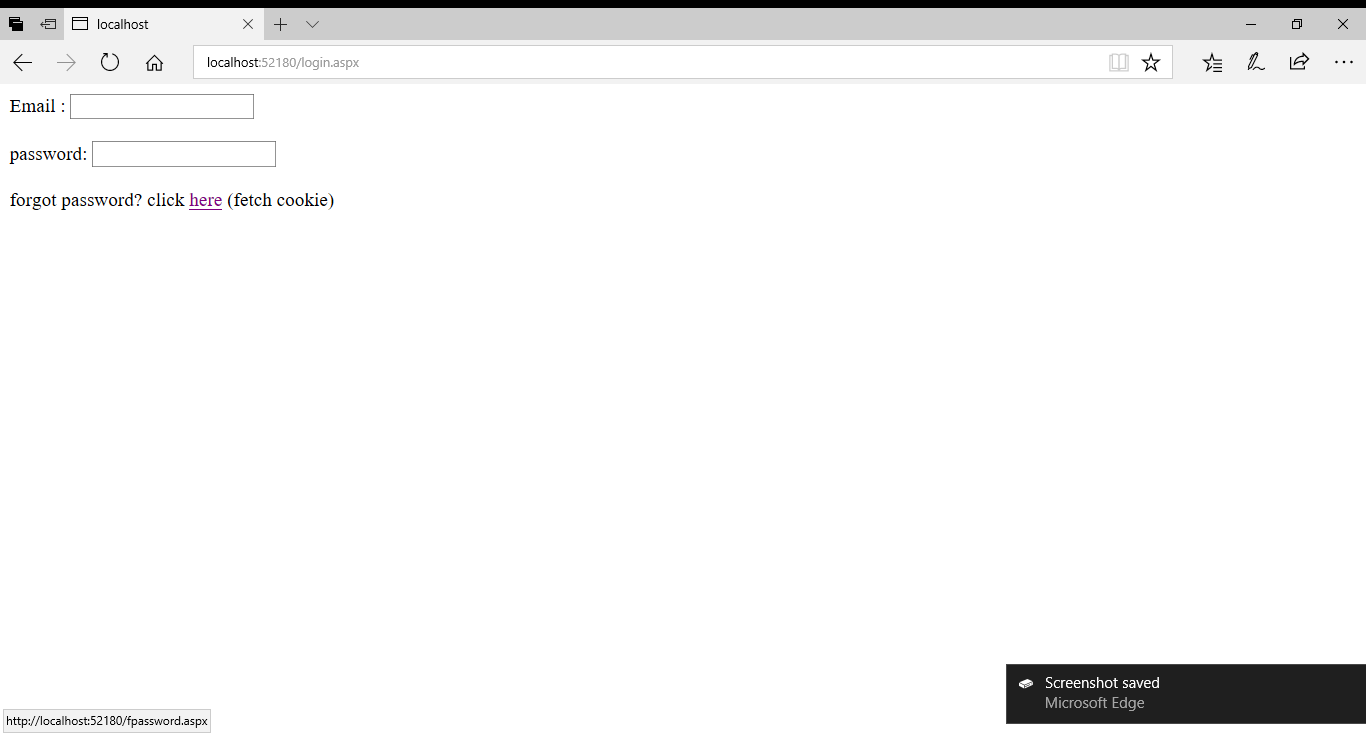 localhost
localhost:52180/login.aspx
Email :
password:
forgot password? click here (fetch cookie)
Screenshot saved
Microsoft Edge
http://localhost:52180/fpassword.aspx